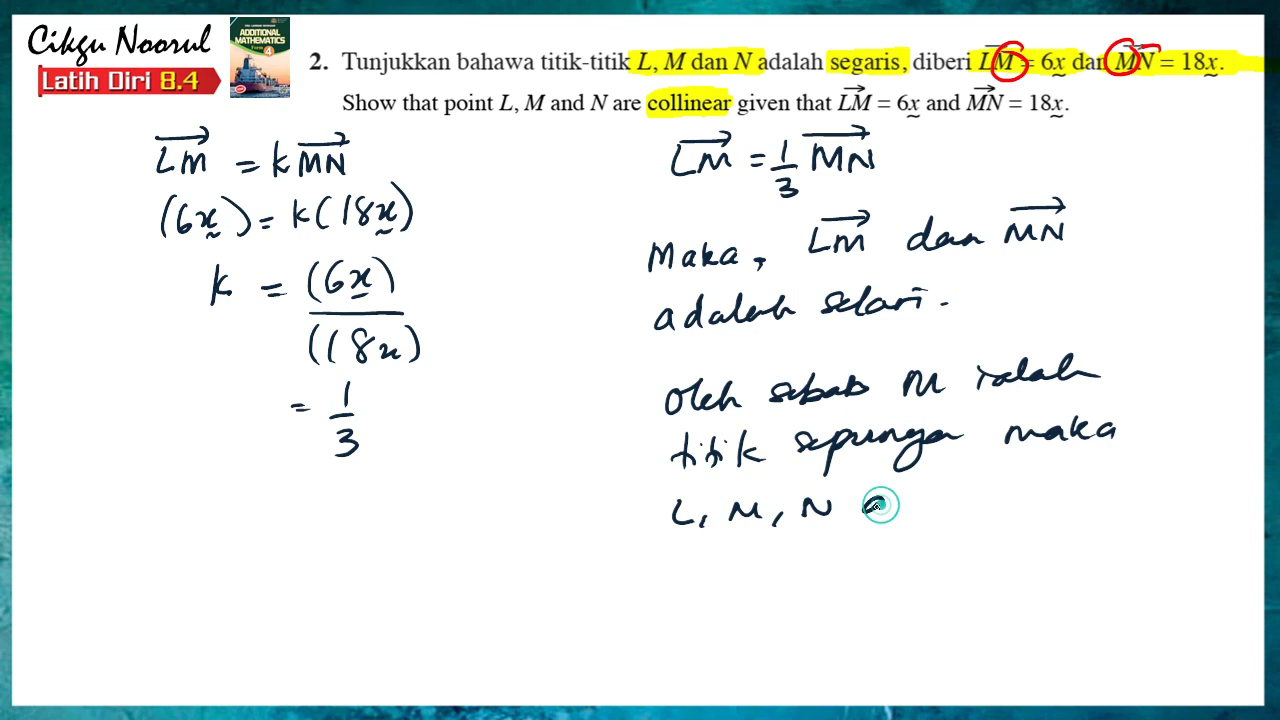 Cikgu Noorul
Latih Diri 8.4
ADDITIONAL
MATHEMATICS
Form 4
2. Tunjukkan bahawa titik-titik L, M dan N adalah segaris, diberi LM = 6x dan MN = 18x.
Show that point L, M and N are collinear given that LM = 6x and MN = 18x.
LM = k MN
(6x) = k(18x)
k = (6x)
(18x)
= 1
3
LM = 1/3 MN
Maka, LM dan MN
adalah selari.
Oleh sebab M ialah
titik sepunya maka
L, M, N a